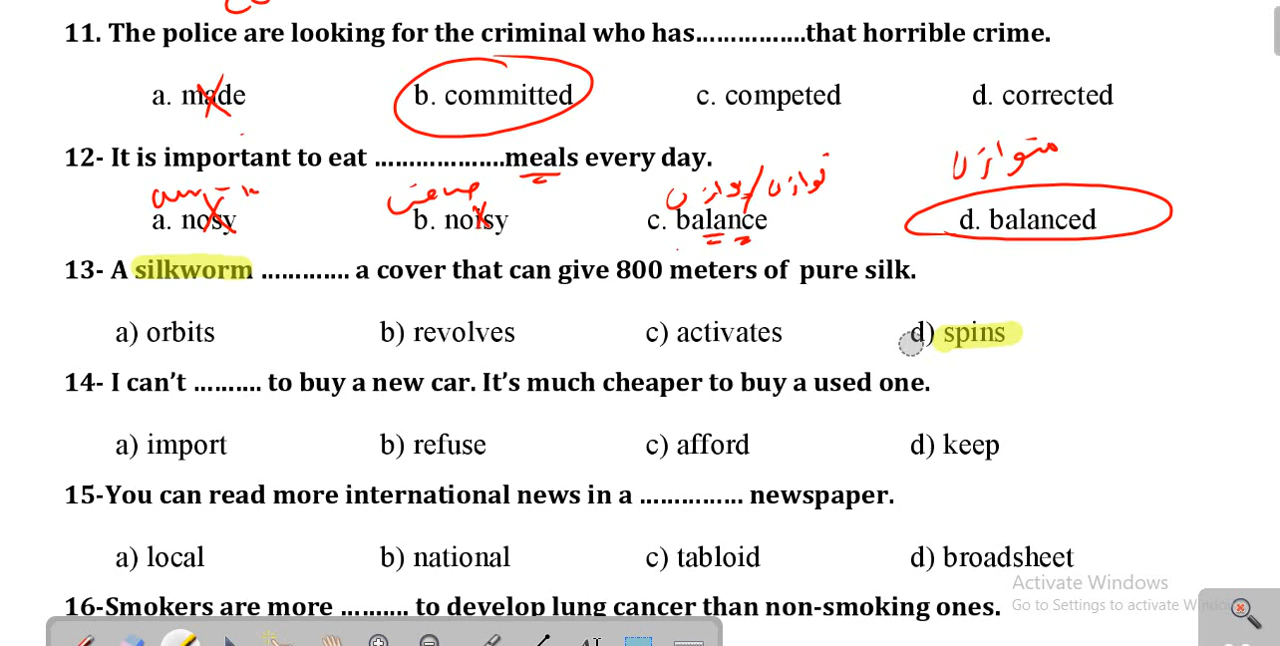 11. The police are looking for the criminal who has................that horrible crime.
a. made b. committed c. competed d. corrected
12- It is important to eat ...................meals every day.
توازن/يوازن متوازن
a. nosy b. noisy c. balance d. balanced
13- A silkworm ............. a cover that can give 800 meters of pure silk.
a) orbits b) revolves c) activates d) spins
14- I can't .......... to buy a new car. It's much cheaper to buy a used one.
a) import b) refuse c) afford d) keep
15-You can read more international news in a ............... newspaper.
a) local b) national c) tabloid d) broadsheet
Activate Windows
16-Smokers are more .......... to develop lung cancer than non-smoking ones.
Go to Settings to activate